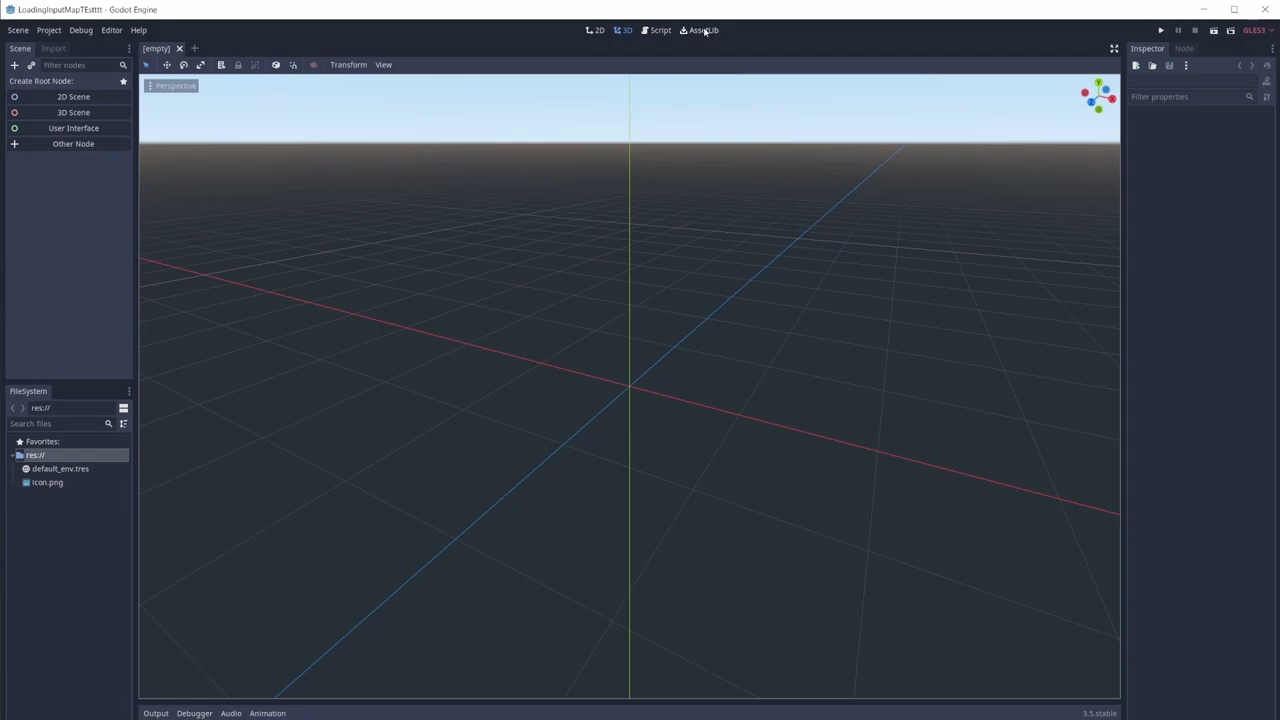 LoadingInputMapTEstttt - Godot Engine
Scene Project Debug Editor Help
2D 3D Script AssetLib
GLES3
Scene Import
[empty]
Inspector Node
Filter nodes
Transform View
Create Root Node:
Perspective
Y
X
Z
Filter properties
2D Scene
3D Scene
User Interface
Other Node
FileSystem
res://
Search files
Favorites:
res://
default_env.tres
icon.png
Output Debugger Audio Animation
3.5.stable